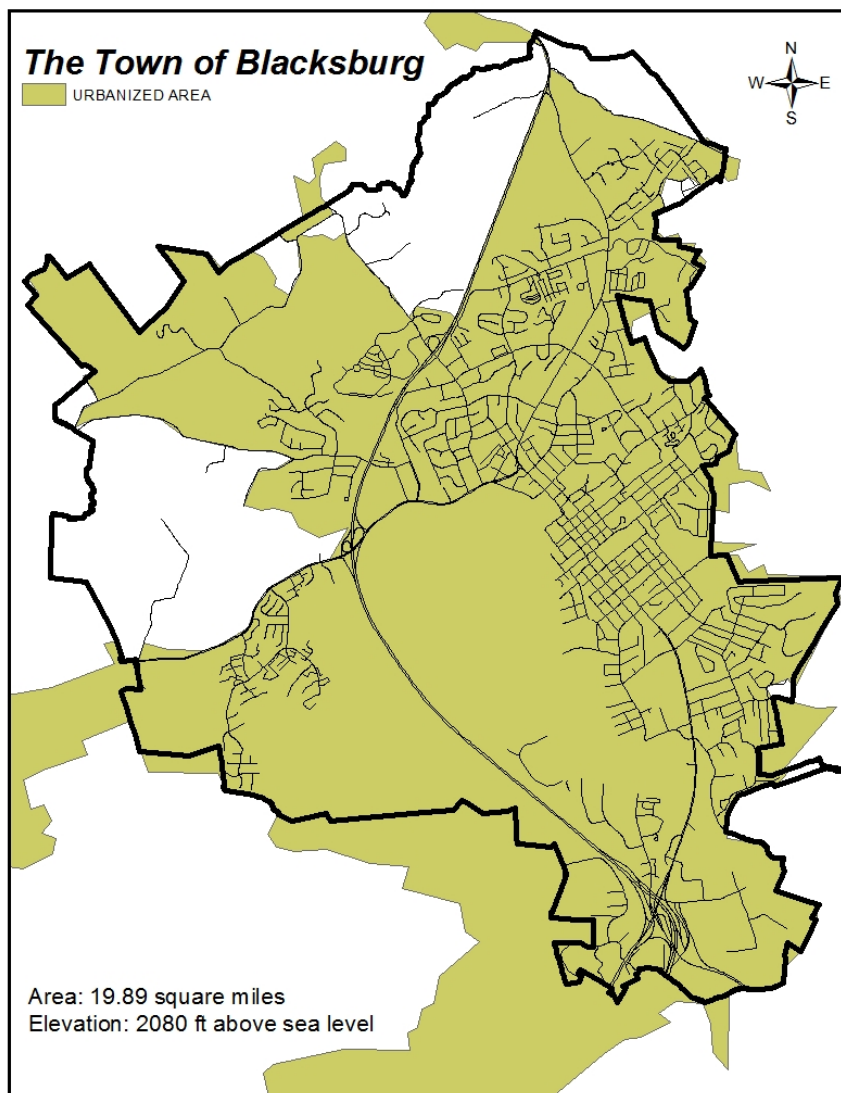 The Town of Blacksburg
URBANIZED AREA
N
W E
S
Area: 19.89 square miles
Elevation: 2080 ft above sea level